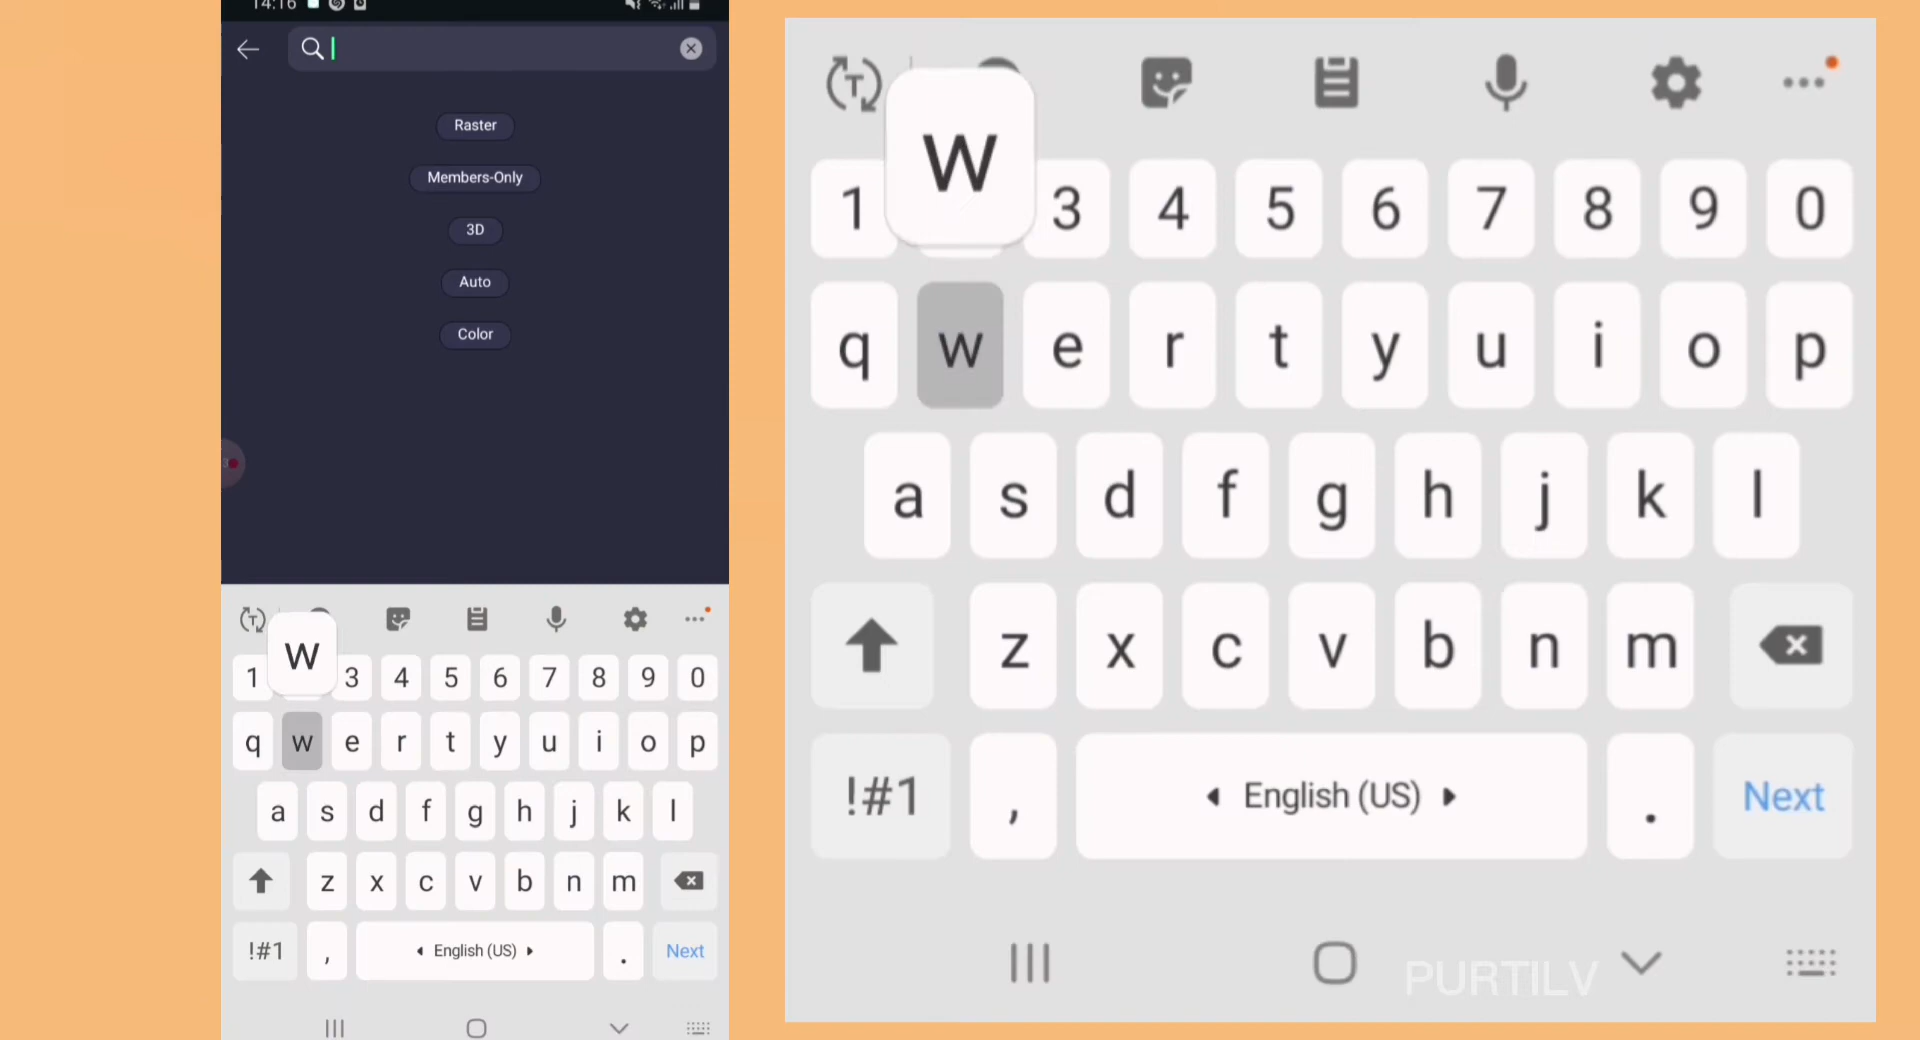 14:16
Raster
Members-Only
3D
Auto
Color
T
W
1 3 4 5 6 7 8 9 0
q w e r t y u i o p
a s d f g h j k l
z x c v b n m
!#1 , English (US) . Next
T
W
1 3 4 5 6 7 8 9 0
q w e r t y u i o p
a s d f g h j k l
z x c v b n m
!#1 , English (US) . Next
PURTILV